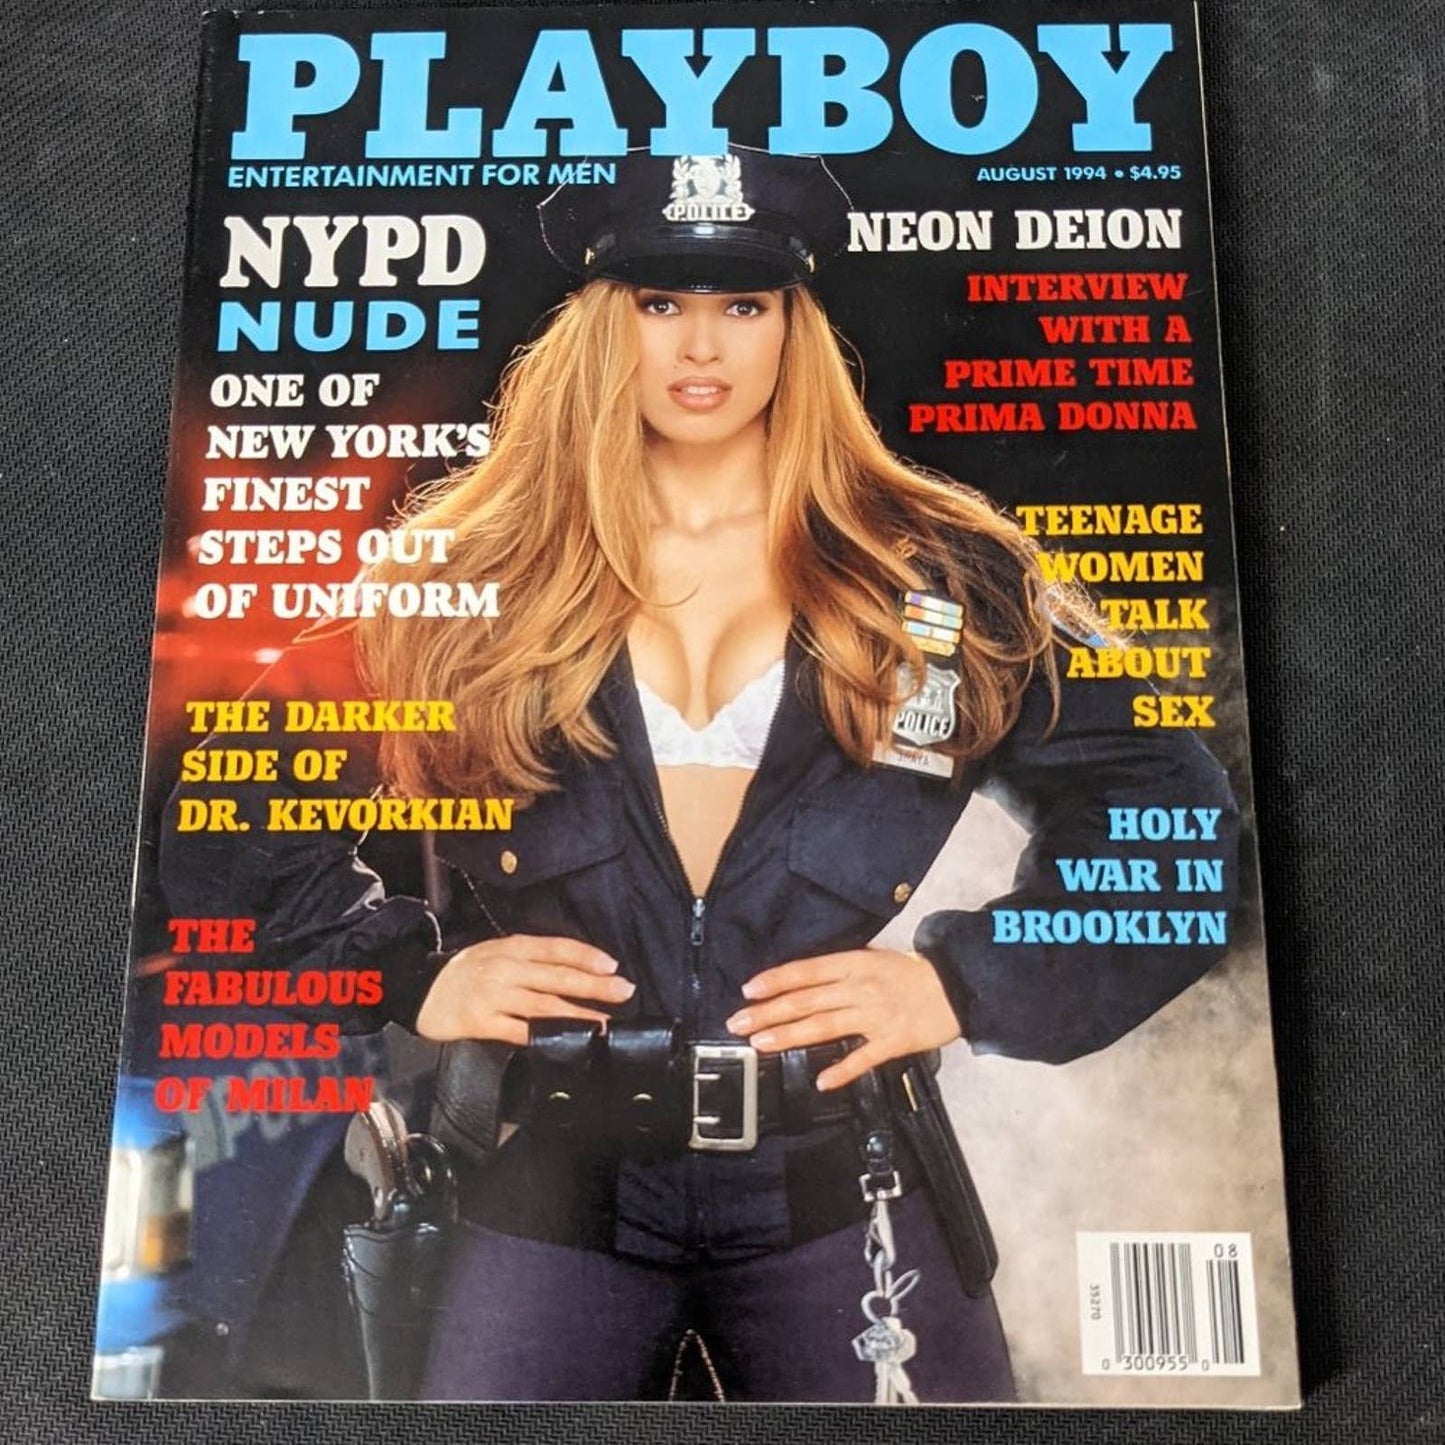 PLAYBOY
ENTERTAINMENT FOR MEN
AUGUST 1994 • $4.95
POLICE
NYPD
NUDE
ONE OF
NEW YORK'S
FINEST
STEPS OUT
OF UNIFORM
NEON DEION
INTERVIEW
WITH A
PRIME TIME
PRIMA DONNA
TEENAGE
WOMEN
TALK
ABOUT
SEX
POLICE
THE DARKER
SIDE OF
DR. KEVORKIAN
HOLY
WAR IN
BROOKLYN
THE
FABULOUS
MODELS
OF MILAN
08
35270
0 300955 0